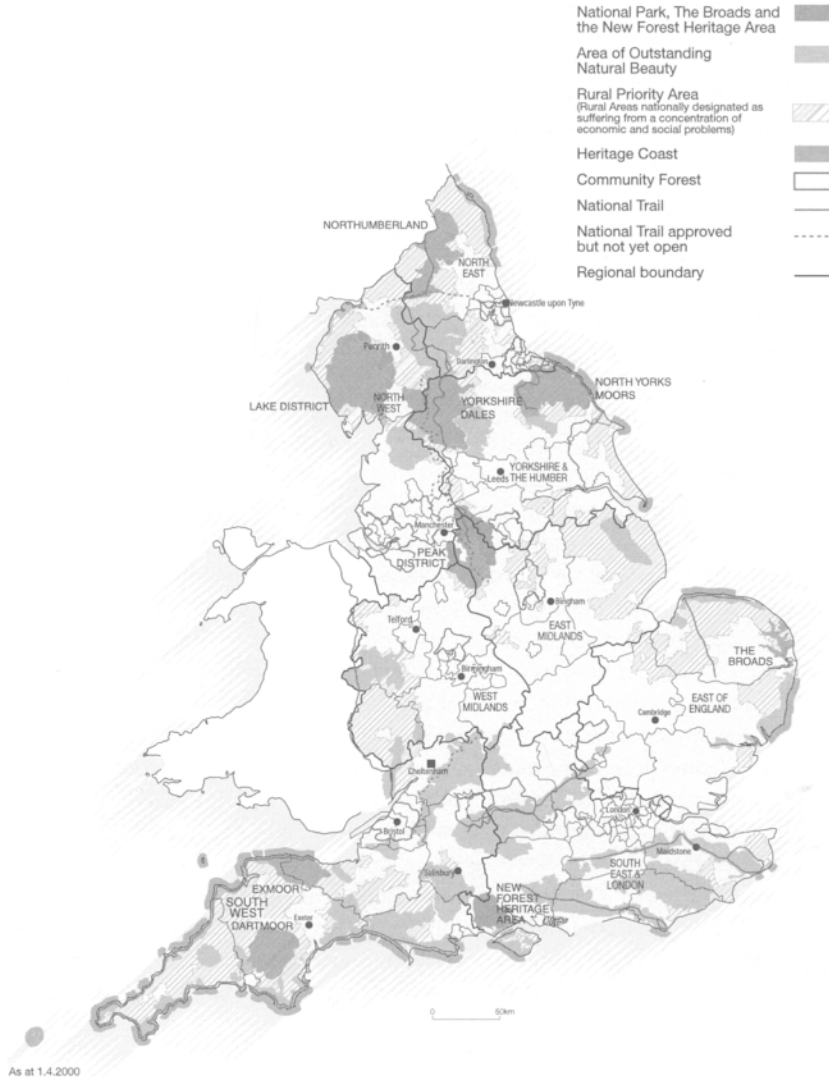 National Park, The Broads and
the New Forest Heritage Area
Area of Outstanding
Natural Beauty
Rural Priority Area
(Rural Areas nationally designated as
suffering from a concentration of
economic and social problems)
Heritage Coast
Community Forest
National Trail
National Trail approved
but not yet open
Regional boundary
NORTHUMBERLAND
NORTH
EAST
Newcastle upon Tyne
Penrith
Darlington
NORTH YORKS
MOORS
LAKE DISTRICT
NORTH
WEST
YORKSHIRE
DALES
Leeds
YORKSHIRE &
THE HUMBER
Manchester
PEAK
DISTRICT
Bingham
Telford
EAST
MIDLANDS
THE
BROADS
Birmingham
WEST
MIDLANDS
EAST OF
ENGLAND
Cambridge
Cheltenham
London
Bristol
Maidstone
SOUTH
EAST &
LONDON
Salisbury
EXMOOR
SOUTH
WEST
DARTMOOR
Exeter
NEW
FOREST
HERITAGE
AREA
0
50km
As at 1.4.2000